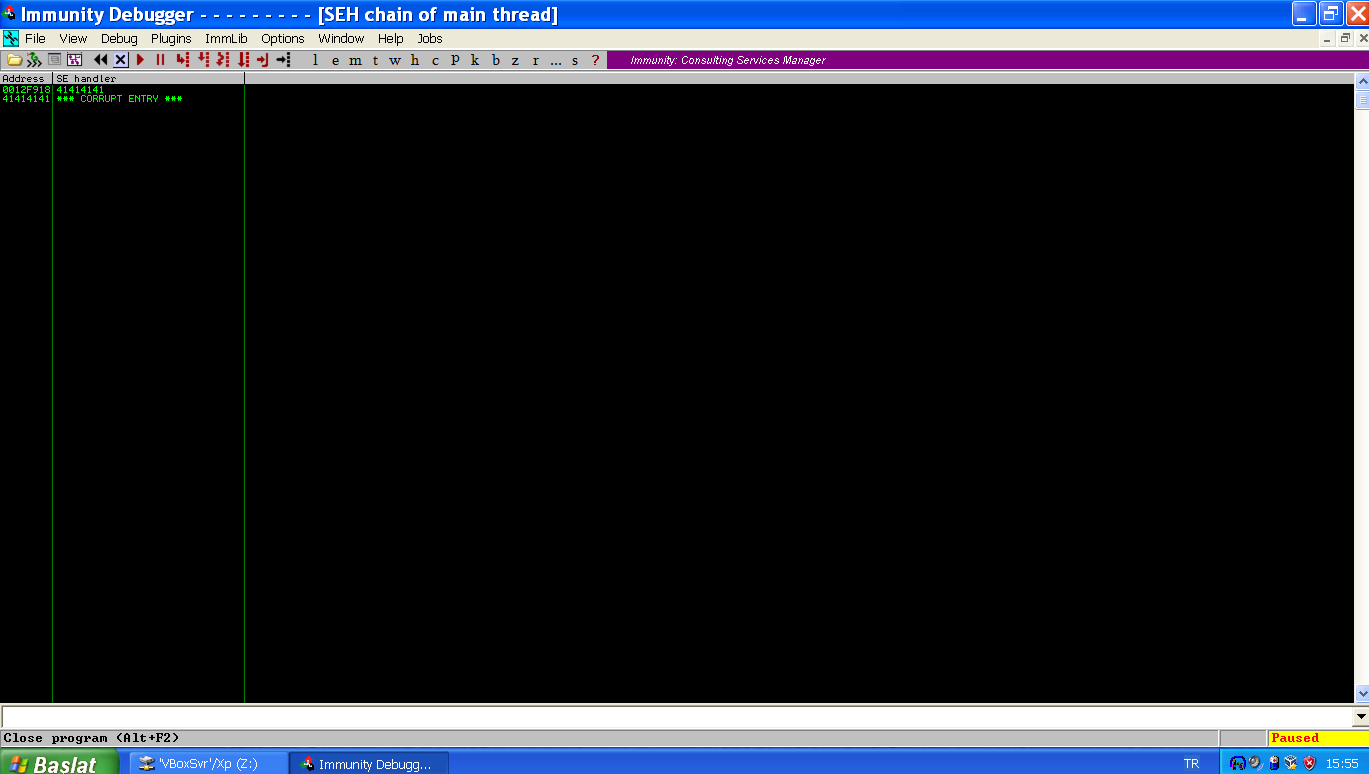 Immunity Debugger - - - - - - - - - [SEH chain of main thread]
File View Debug Plugins ImmLib Options Window Help Jobs
l e m t w h c p k b z r ... s ? Immunity: Consulting Services Manager
Address SE handler
0012F918 41414141
41414141 *** CORRUPT ENTRY ***
Close program (Alt+F2) Paused
Baslat 'VBoxSvr'/Xp (Z:) Immunity Debugg... TR 15:55